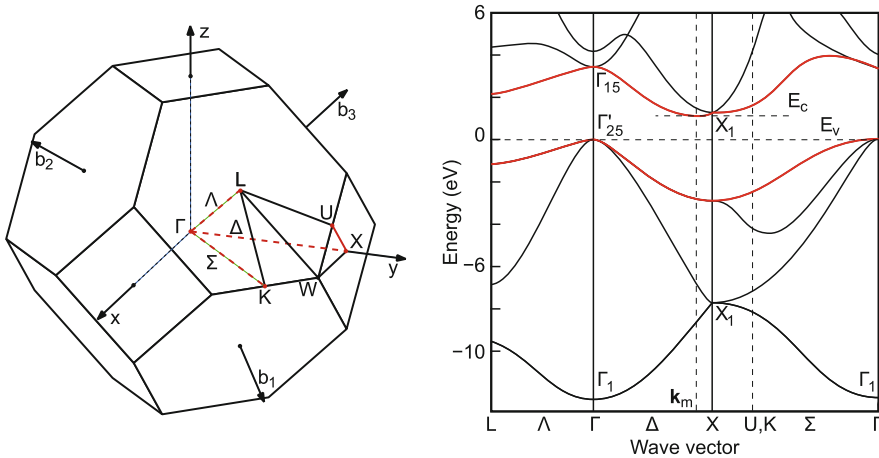 z
b3
b2
L
Λ
U
Γ
Δ
X
y
Σ
K
W
x
b1
6
Γ15
Ec
Γ'25
X1
Ev
0
Energy (eV)
−6
X1
−10
Γ1
Γ1
km
L Λ Γ Δ X U,K Σ Γ
Wave vector